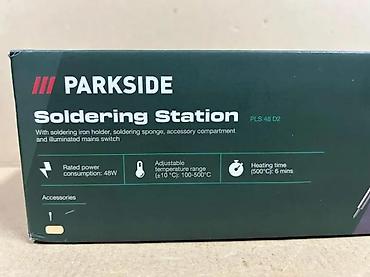 PARKSIDE
Soldering Station PLS 48 D2
With soldering iron holder, soldering sponge, accessory compartment
and illuminated mains switch
Rated power
consumption: 48W
Adjustable
temperature range
(±10 °C): 100-500°C
Heating time
(500°C): 6 mins
Accessories